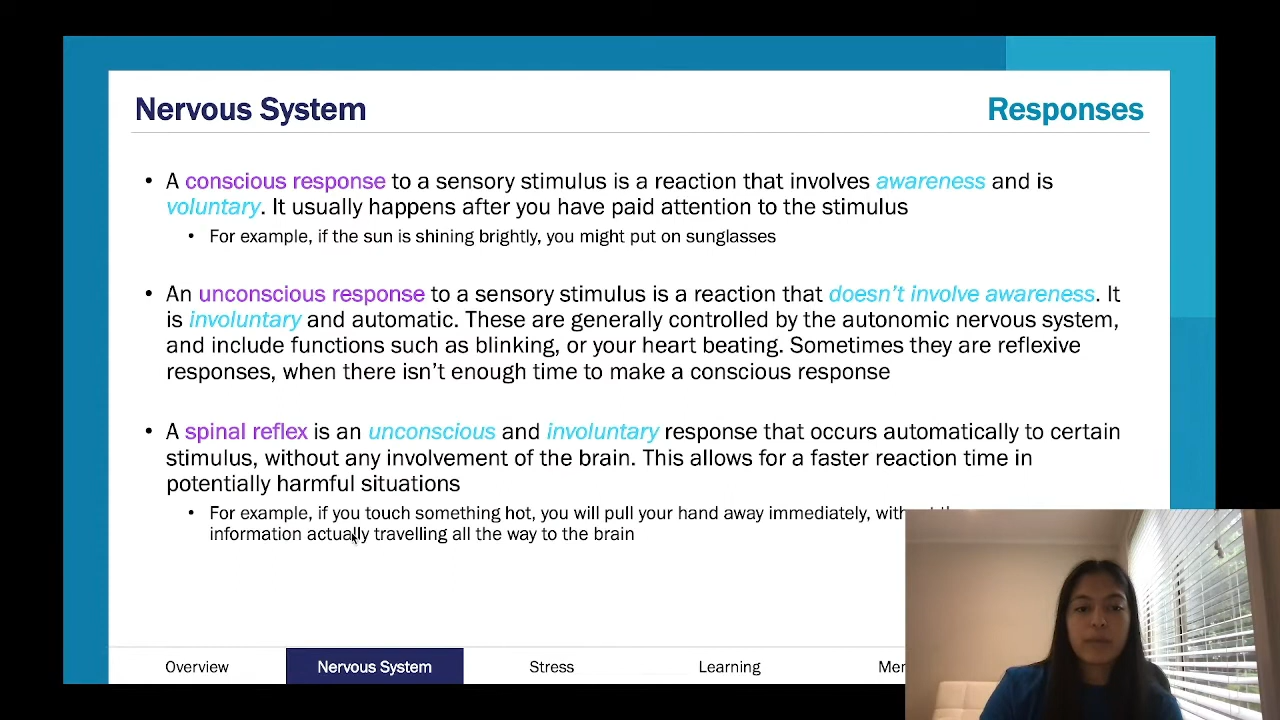 Nervous System
Responses
• A conscious response to a sensory stimulus is a reaction that involves awareness and is
voluntary. It usually happens after you have paid attention to the stimulus
• For example, if the sun is shining brightly, you might put on sunglasses
• An unconscious response to a sensory stimulus is a reaction that doesn't involve awareness. It
is involuntary and automatic. These are generally controlled by the autonomic nervous system,
and include functions such as blinking, or your heart beating. Sometimes they are reflexive
responses, when there isn't enough time to make a conscious response
• A spinal reflex is an unconscious and involuntary response that occurs automatically to certain
stimulus, without any involvement of the brain. This allows for a faster reaction time in
potentially harmful situations
• For example, if you touch something hot, you will pull your hand away immediately,
information actually travelling all the way to the brain
Overview
Nervous System
Stress
Learning